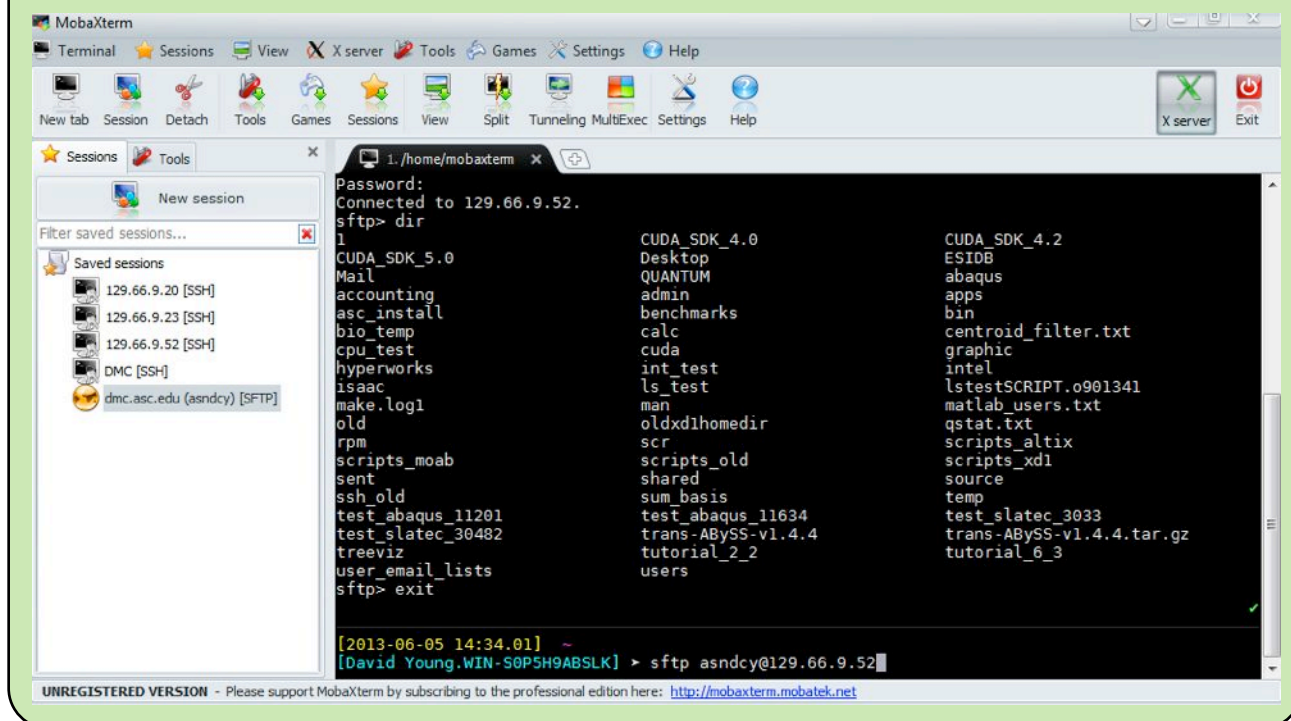 MobaXterm
Terminal Sessions View X server Tools Games Settings Help
New tab Session Detach Tools Games Sessions View Split Tunneling MultiExec Settings Help X server Exit
Sessions Tools
1. /home/mobaxterm
New session
Filter saved sessions...
Saved sessions
129.66.9.20 [SSH]
129.66.9.23 [SSH]
129.66.9.52 [SSH]
DMC [SSH]
dmc.asc.edu (asndcy) [SFTP]
Password:
Connected to 129.66.9.52.
sftp> dir
1 CUDA_SDK_4.0 CUDA_SDK_4.2
CUDA_SDK_5.0 Desktop ESIDB
Mail QUANTUM abaqus
accounting admin apps
asc_install benchmarks bin
bio_temp calc centroid_filter.txt
cpu_test cuda graphic
hyperworks int_test intel
isaac ls_test lstestSCRIPT.o901341
make.log1 man matlab_users.txt
old oldxd1homedir qstat.txt
rpm scr scripts_altix
scripts_moab scripts_old scripts_xd1
sent shared source
ssh_old sum_basis temp
test_abaqus_11201 test_abaqus_11634 test_slatec_3033
test_slatec_30482 trans-ABySS-v1.4.4 trans-ABySS-v1.4.4.tar.gz
treeviz tutorial_2_2 tutorial_6_3
user_email_lists users
sftp> exit
[2013-06-05 14:34.01] ~
[David Young.WIN-S0P5H9ABSLK] ➤ sftp asndcy@129.66.9.52
UNREGISTERED VERSION - Please support MobaXterm by subscribing to the professional edition here: http://mobaxterm.mobatek.net